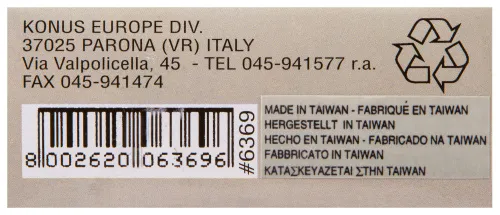 KONUS EUROPE DIV.
37025 PARONA (VR) ITALY
Via Valpolicella, 45 - TEL 045-941577 r.a.
FAX 045-941474
8 002620 063696
#6369
MADE IN TAIWAN - FABRIQUÉ EN TAIWAN
HERGESTELLT IN TAIWAN
HECHO EN TAIWAN - FABRICADO NA TAIWAN
FABBRICATO IN TAIWAN
ΚΑΤΑΣΚΕΥΑΖΕΤΑΙ ΣΤΗΝ TAIWAN